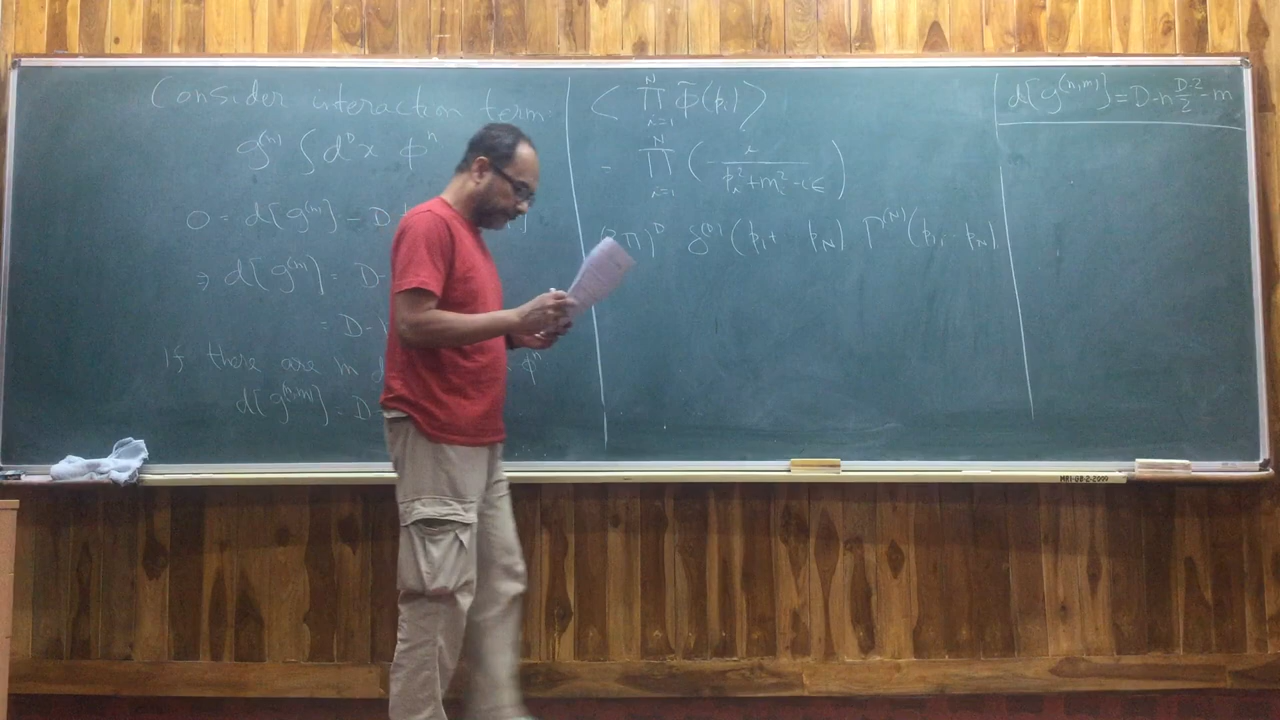 Consider interaction term:
g^{(n)} ∫ d^D x φ^n
0 = d[g^{(n)}] - D
⇒ d[g^{(n)}] = D-
= D-
If there are m φ^n
d[g^{(n,m)}] = D-
⟨ ∏_{i=1}^{N} φ̃(p_i) ⟩
= ∏_{i=1}^{N} ( i / (p_i^2 + m^2 - iε) )
(2π)^D δ^{(D)}(p_1 + p_N) Γ^{(N)}(p_1, .. p_N)
d[g^{(n,m)}] = D - n (D-2)/2 - m
MRI-GB-2-2009